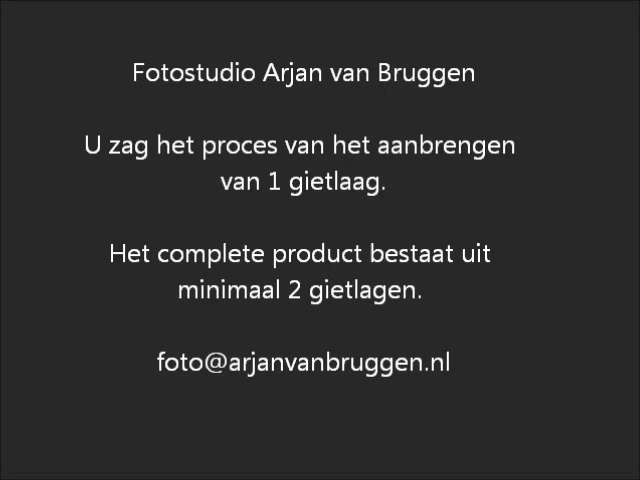 Fotostudio Arjan van Bruggen
U zag het proces van het aanbrengen
van 1 gietlaag.
Het complete product bestaat uit
minimaal 2 gietlagen.
foto@arjanvanbruggen.nl